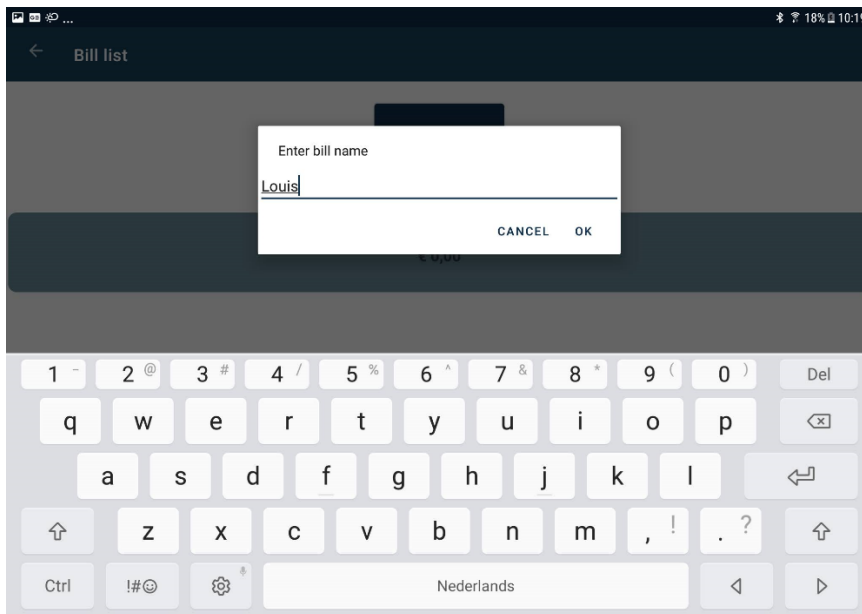 ... 18% 10:19
Bill list
Enter bill name
Louis
CANCEL OK
€ 0,00
1 - 2 @ 3 # 4 / 5 % 6 ^ 7 & 8 * 9 ( 0 ) Del
q w e r t y u i o p
a s d f g h j k l
z x c v b n m , ! . ?
Ctrl !#☺ Nederlands